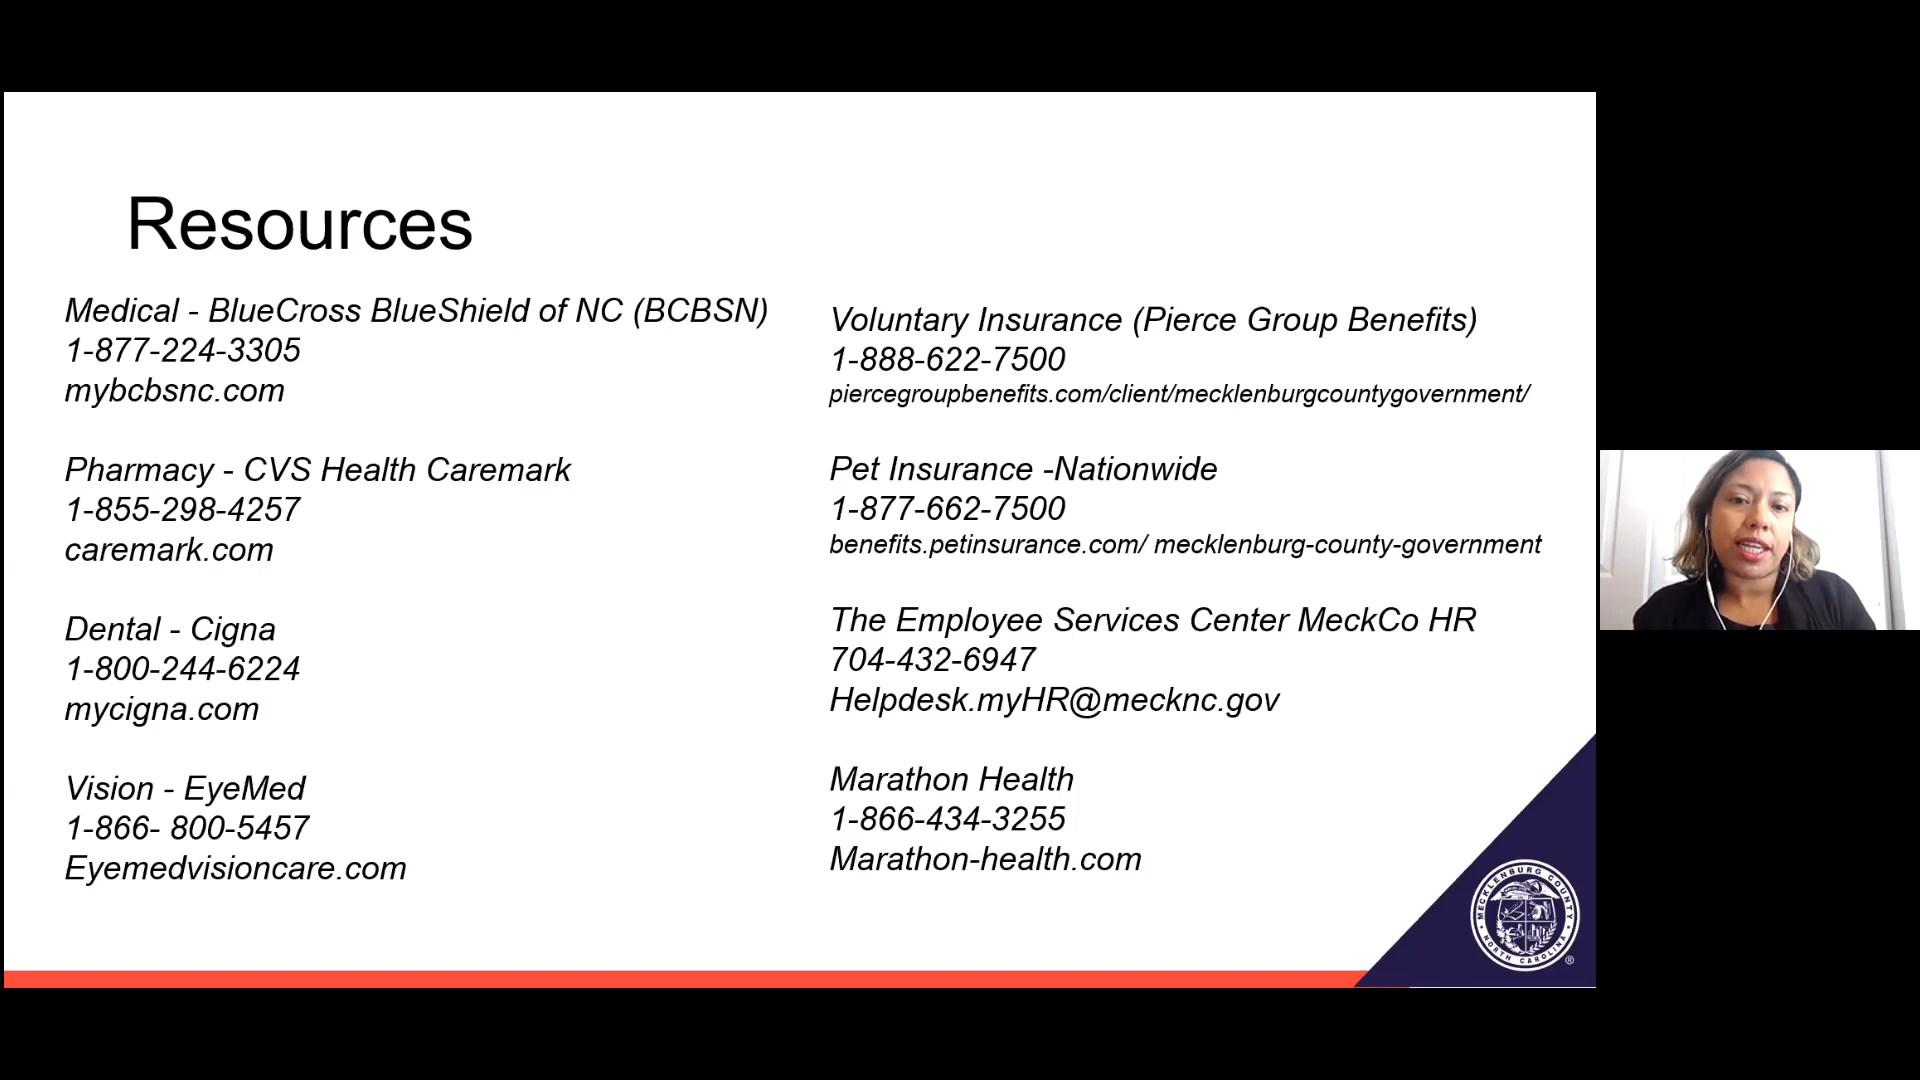 Resources
Medical - BlueCross BlueShield of NC (BCBSN)
1-877-224-3305
mybcbsnc.com
Pharmacy - CVS Health Caremark
1-855-298-4257
caremark.com
Dental - Cigna
1-800-244-6224
mycigna.com
Vision - EyeMed
1-866- 800-5457
Eyemedvisioncare.com
Voluntary Insurance (Pierce Group Benefits)
1-888-622-7500
piercegroupbenefits.com/client/mecklenburgcountygovernment/
Pet Insurance -Nationwide
1-877-662-7500
benefits.petinsurance.com/ mecklenburg-county-government
The Employee Services Center MeckCo HR
704-432-6947
Helpdesk.myHR@mecknc.gov
Marathon Health
1-866-434-3255
Marathon-health.com
MECKLENBURG COUNTY
NORTH CAROLINA
®